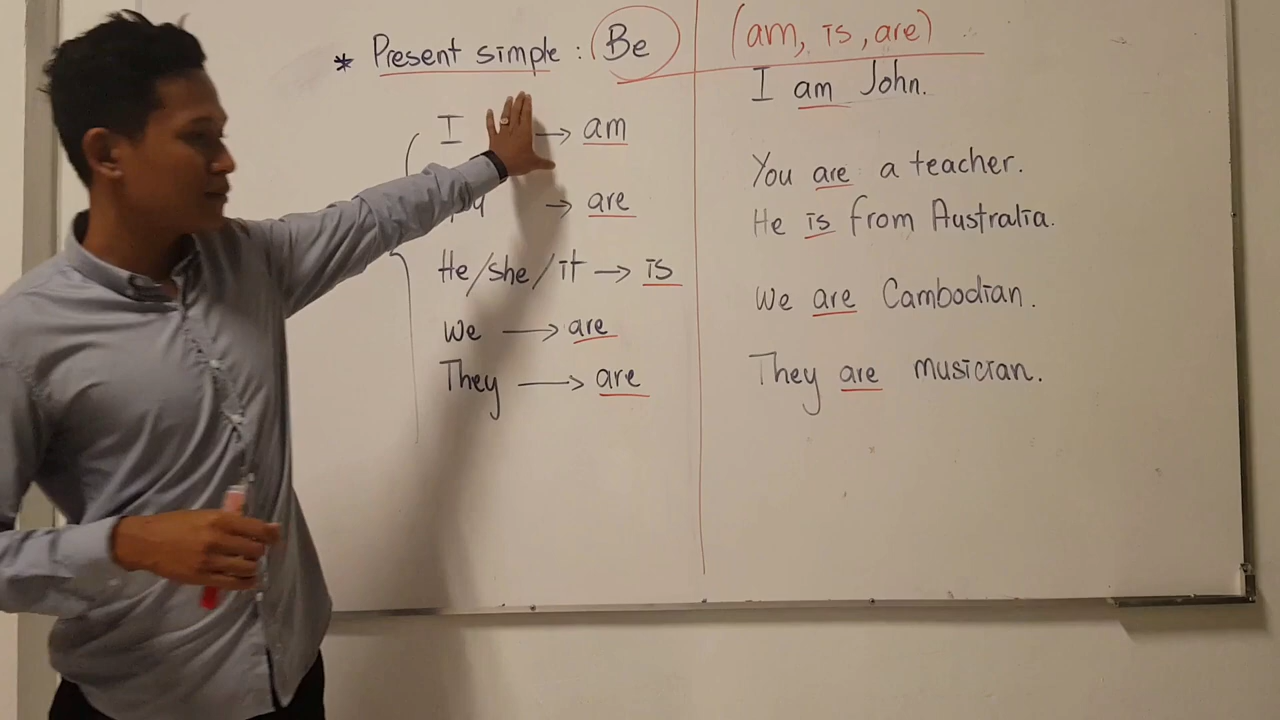 * Present simple : Be (am, is, are)
I → am
→ are
He/she/it → is
We → are
They → are
I am John.
You are a teacher.
He is from Australia.
We are Cambodian.
They are musician.